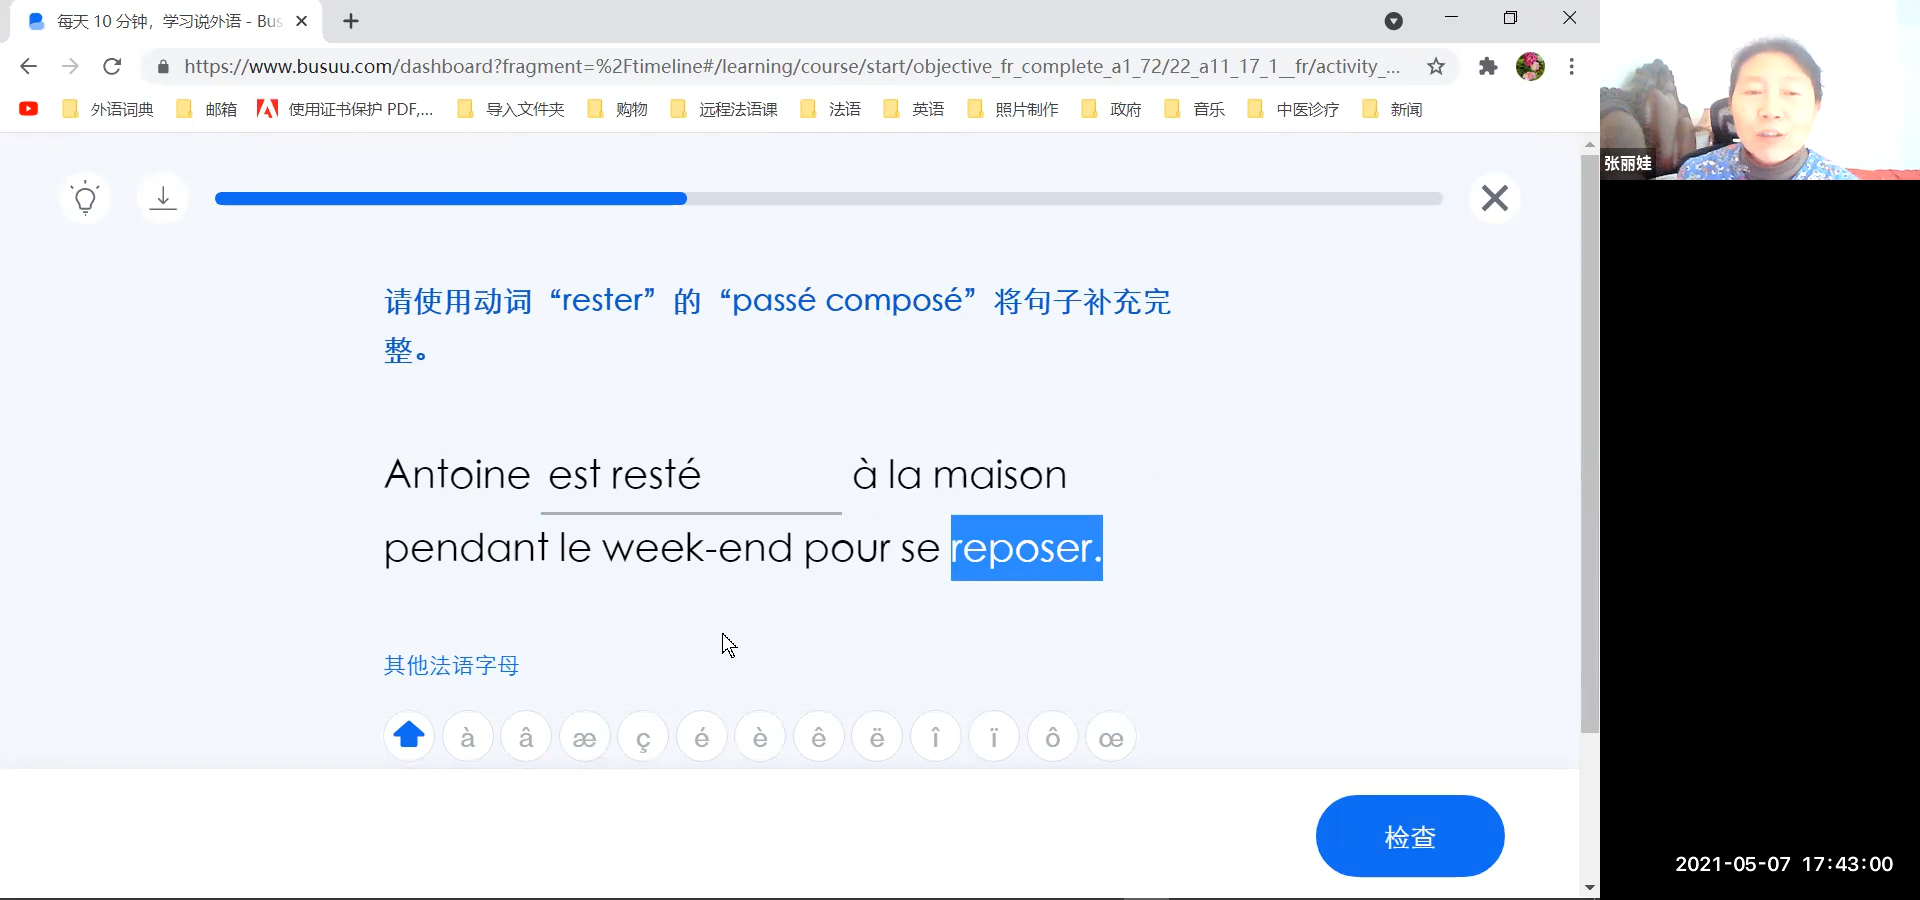 每天 10 分钟，学习说外语 - Bus
https://www.busuu.com/dashboard?fragment=%2Ftimeline#/learning/course/start/objective_fr_complete_a1_72/22_a11_17_1__fr/activity_...
外语词典 邮箱 使用证书保护 PDF,... 导入文件夹 购物 远程法语课 法语 英语 照片制作 政府 音乐 中医诊疗 新闻
张丽娃
请使用动词“rester”的“passé composé”将句子补充完
整。
Antoine est resté à la maison
pendant le week-end pour se reposer.
其他法语字母
à â æ ç é è ê ë î ï ô œ
检查
2021-05-07 17:43:00